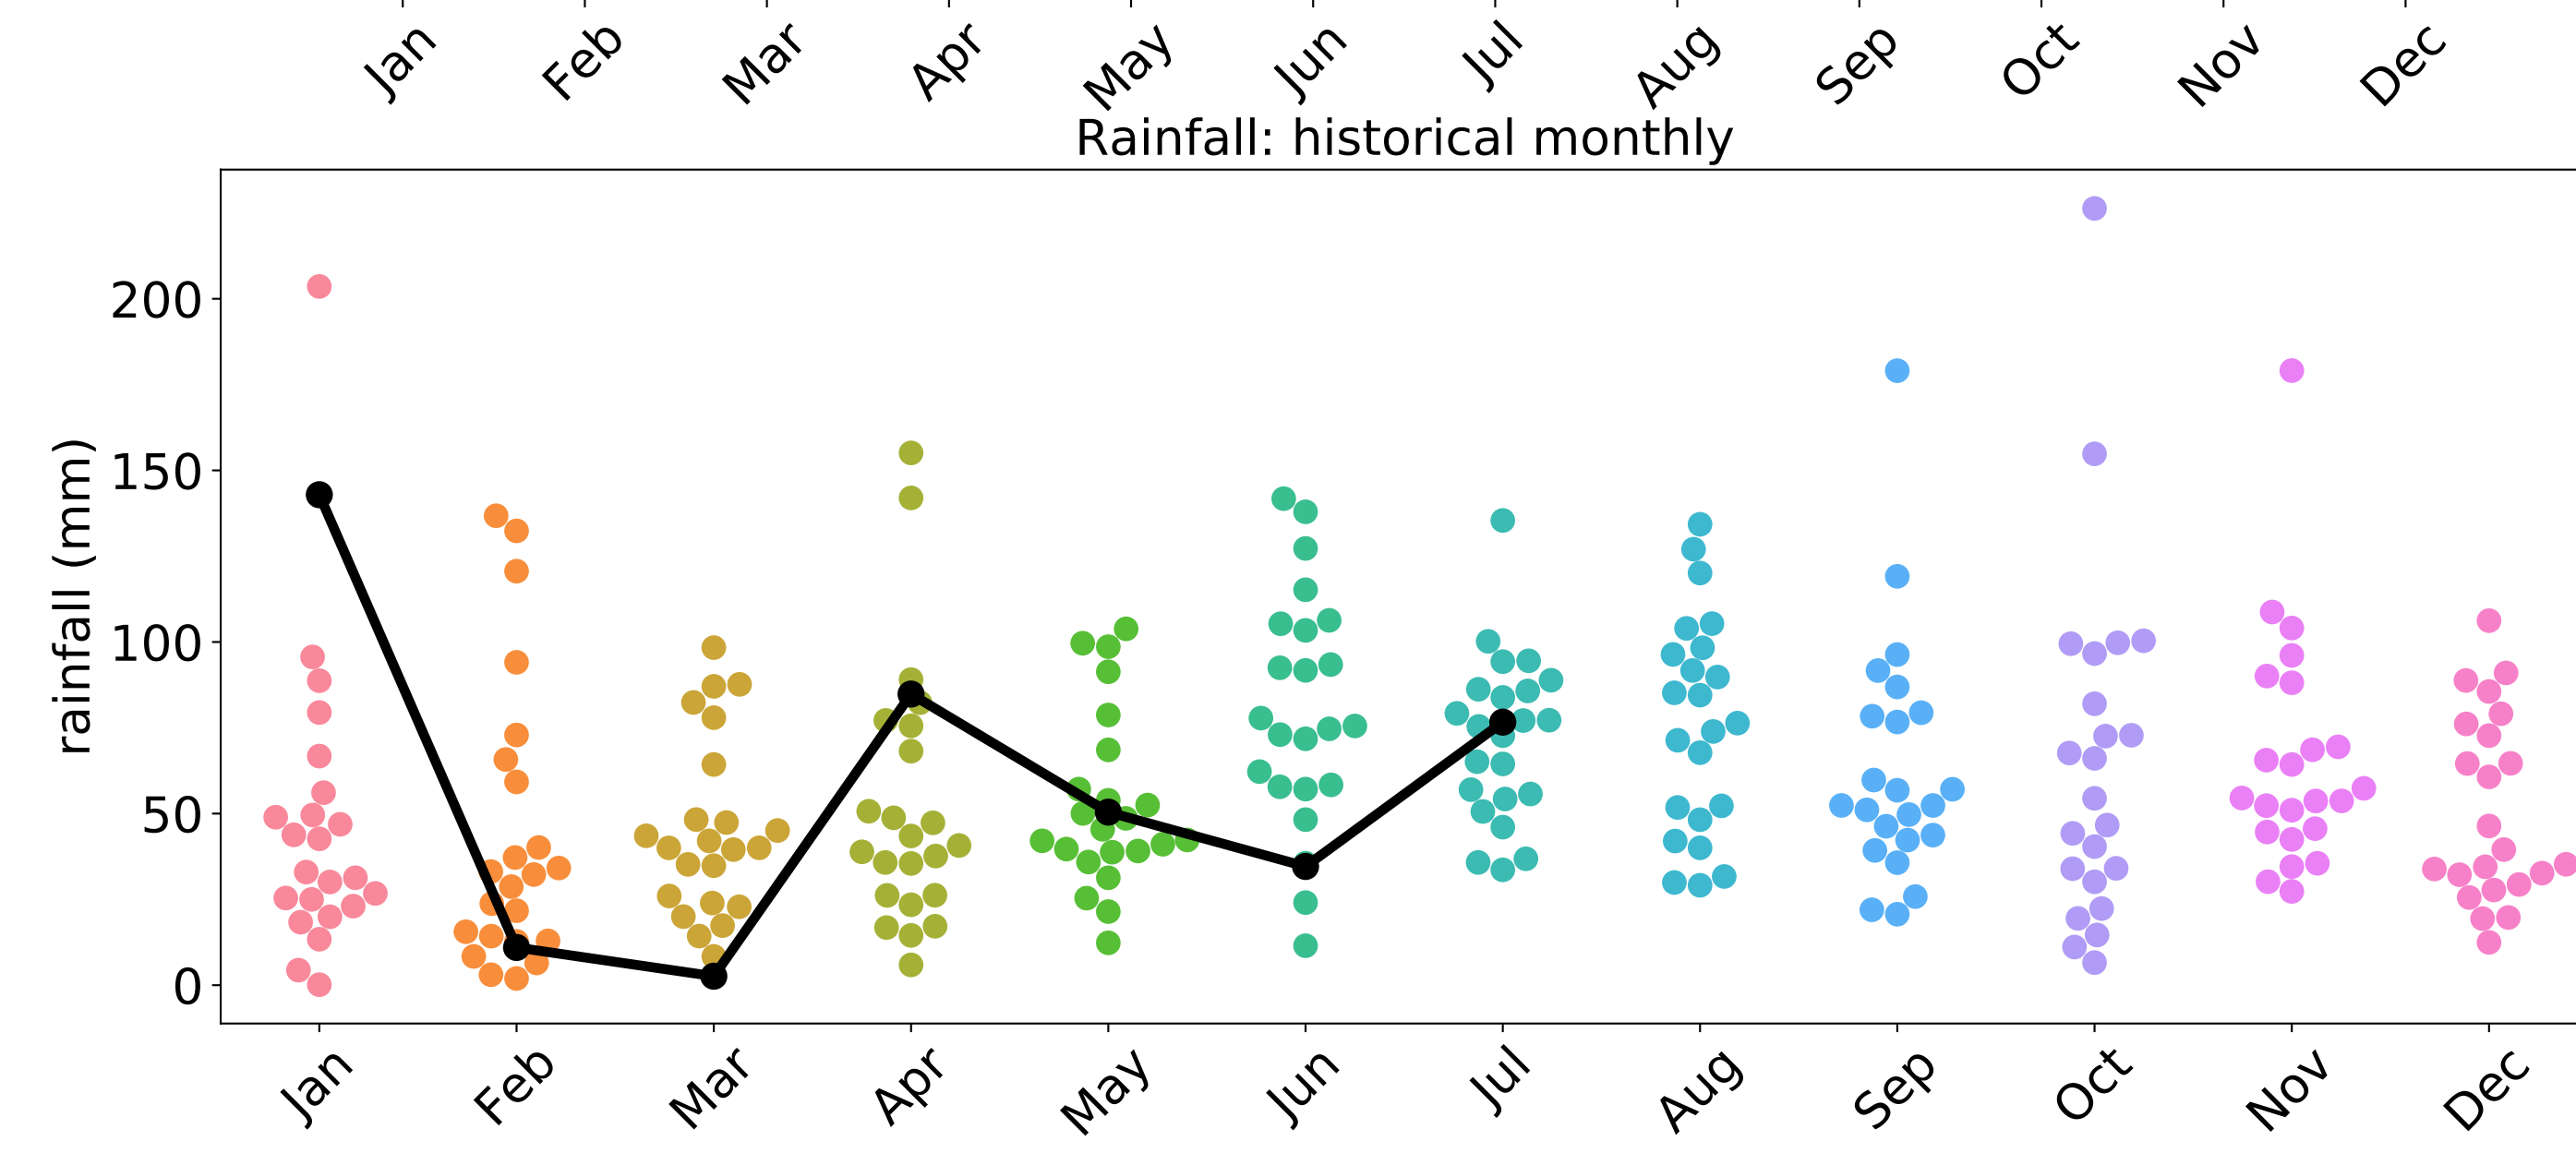 Jan Feb Mar Apr May Jun Jul Aug Sep Oct Nov Dec
Rainfall: historical monthly
rainfall (mm)
200
150
100
50
0
Jan Feb Mar Apr May Jun Jul Aug Sep Oct Nov Dec